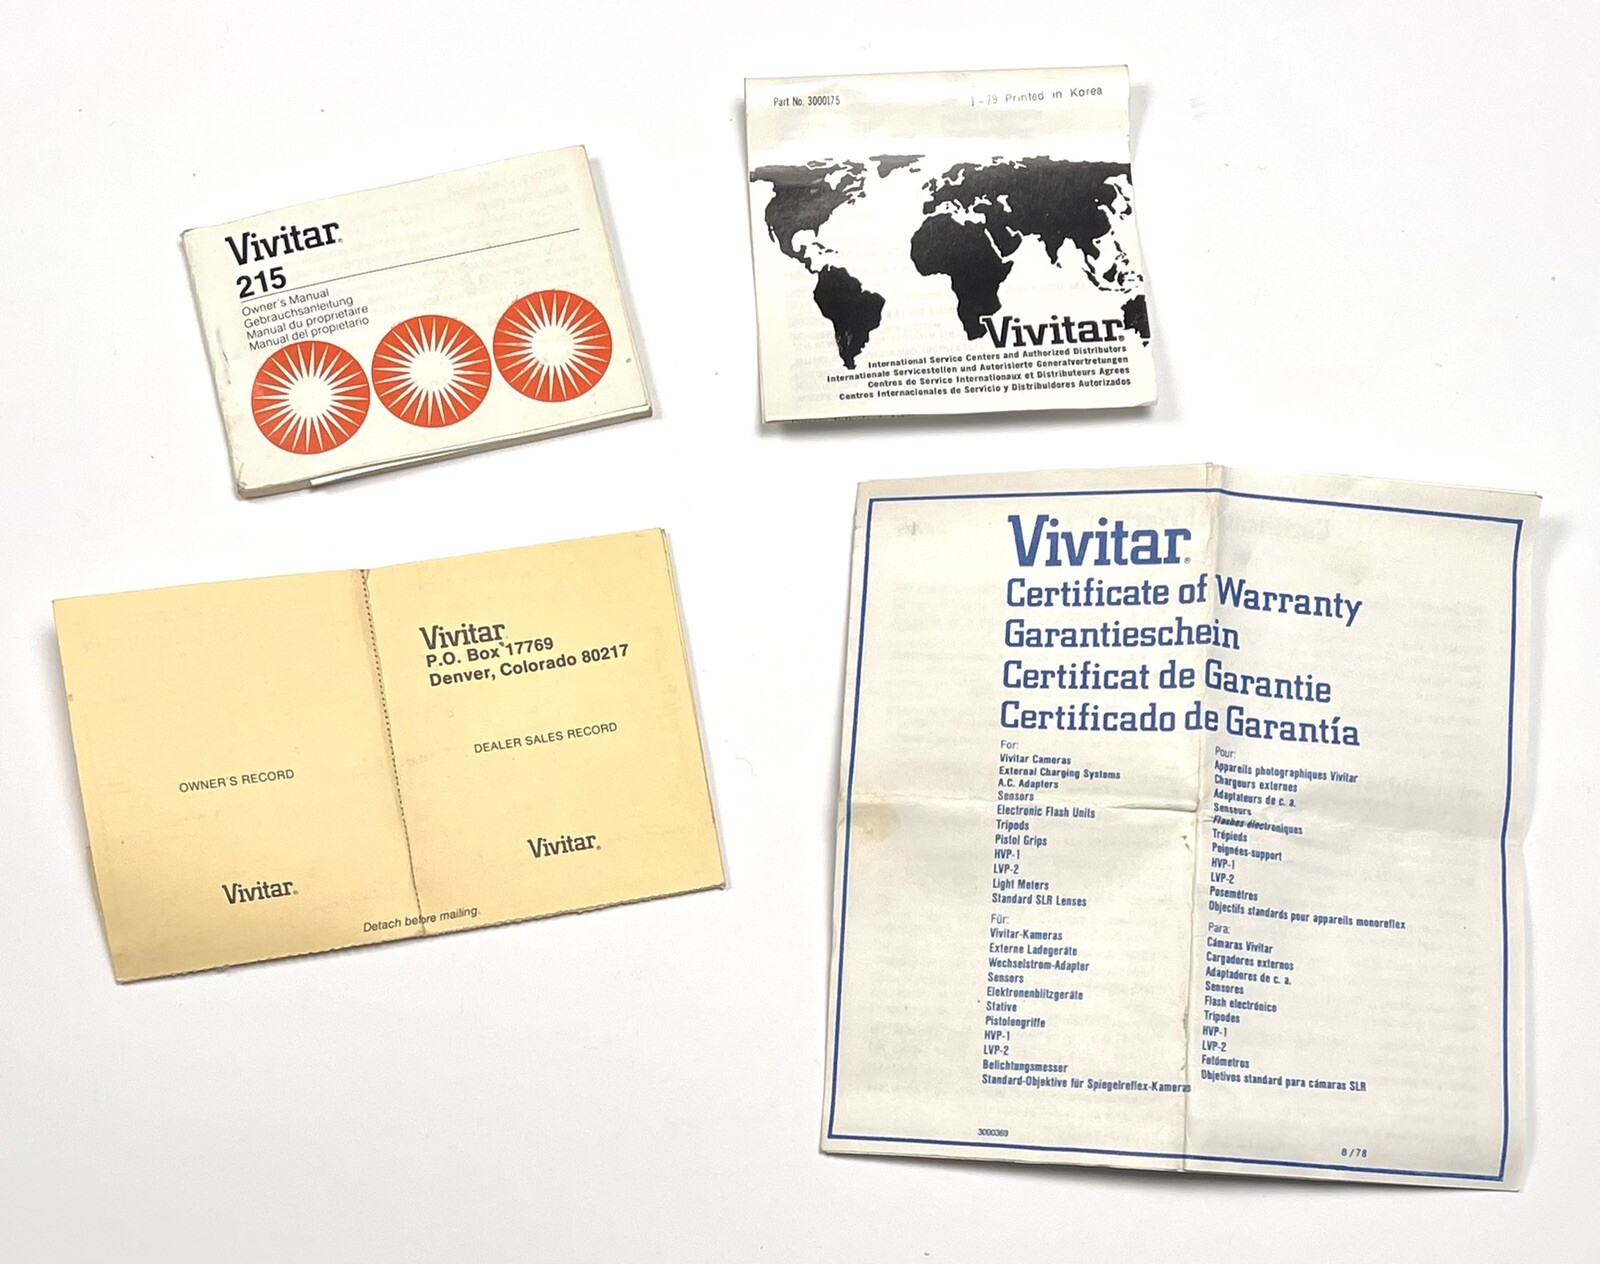 Vivitar®
215
Owner's Manual
Gebrauchsanleitung
Manual du proprietaire
Manual del propietario
Part No. 3000175
1-79 Printed in Korea
Vivitar®
International Service Centers and Authorized Distributors
Internationale Servicestellen und Autorisierte Generalvertretungen
Centres de Service Internationaux et Distributeurs Agrees
Centros Internacionales de Servicio y Distribuidores Autorizados
OWNER'S RECORD
Vivitar®
Vivitar
P.O. Box 17769
Denver, Colorado 80217
DEALER SALES RECORD
Vivitar®
Detach before mailing.
Vivitar®
Certificate of Warranty
Garantieschein
Certificat de Garantie
Certificado de Garantía
For:
Vivitar Cameras
External Charging Systems
A.C. Adapters
Sensors
Electronic Flash Units
Tripods
Pistol Grips
HVP-1
LVP-2
Light Meters
Standard SLR Lenses
Für:
Vivitar-Kameras
Externe Ladegeräte
Wechselstrom-Adapter
Sensors
Elektronenblitzgeräte
Stative
Pistolengriffe
HVP-1
LVP-2
Belichtungsmesser
Standard-Objektive für Spiegelreflex-Kameras
Pour:
Appareils photographiques Vivitar
Chargeurs externes
Adaptateurs de c. a.
Senseurs
Flashes électroniques
Trépieds
Poignées-support
HVP-1
LVP-2
Posemètres
Objectifs standards pour appareils monoreflex
Para:
Cámaras Vivitar
Cargadores externos
Adaptadores de c. a.
Sensores
Flash electrónico
Tripodes
HVP-1
LVP-2
Fotómetros
Objetivos standard para cámaras SLR
3000369
8/78